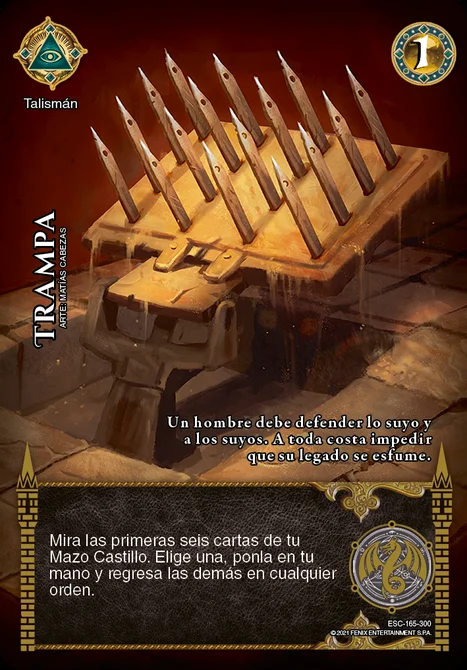 1
Talismán
TRAMPA
ARTE: MATÍAS CABEZAS
Un hombre debe defender lo suyo y
a los suyos. A toda costa impedir
que su legado se esfume.
Mira las primeras seis cartas de tu
Mazo Castillo. Elige una, ponla en tu
mano y regresa las demás en cualquier
orden.
ESC-165-300
©2021 FENIX ENTERTAINMENT S.P.A.